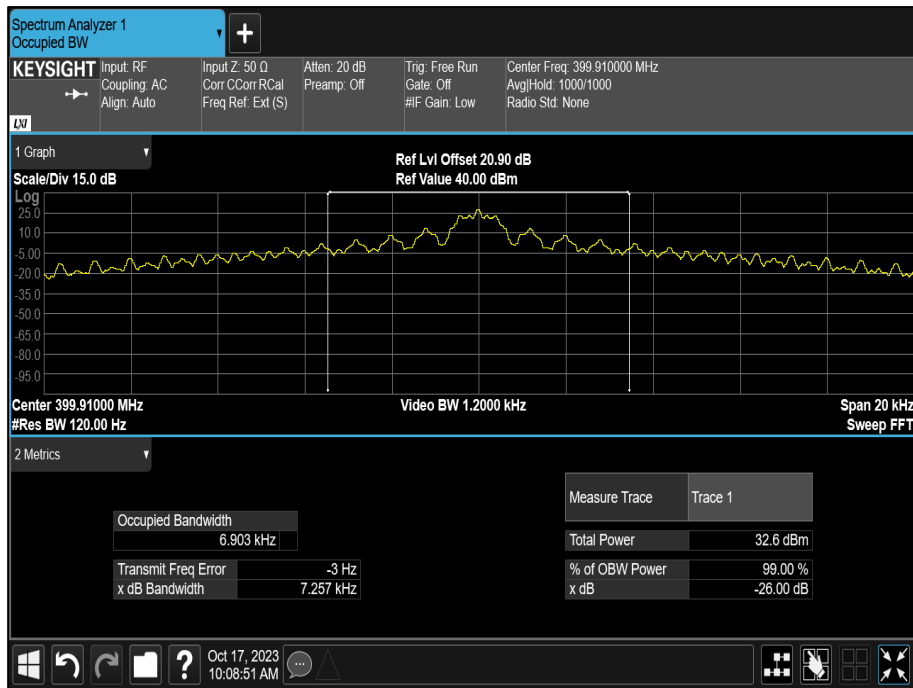 Spectrum Analyzer 1
Occupied BW
+
KEYSIGHT
LXI
Input: RF
Coupling: AC
Align: Auto
Input Z: 50 Ω
Corr CCorr RCal
Freq Ref: Ext (S)
Atten: 20 dB
Preamp: Off
Trig: Free Run
Gate: Off
#IF Gain: Low
Center Freq: 399.910000 MHz
Avg|Hold: 1000/1000
Radio Std: None
1 Graph
Scale/Div 15.0 dB
Ref Lvl Offset 20.90 dB
Ref Value 40.00 dBm
Log
25.0
10.0
-5.00
-20.0
-35.0
-50.0
-65.0
-80.0
-95.0
Center 399.91000 MHz
Video BW 1.2000 kHz
Span 20 kHz
#Res BW 120.00 Hz
Sweep FFT
2 Metrics
Occupied Bandwidth
6.903 kHz
Transmit Freq Error -3 Hz
x dB Bandwidth 7.257 kHz
Measure Trace Trace 1
Total Power 32.6 dBm
% of OBW Power 99.00 %
x dB -26.00 dB
?
Oct 17, 2023
10:08:51 AM